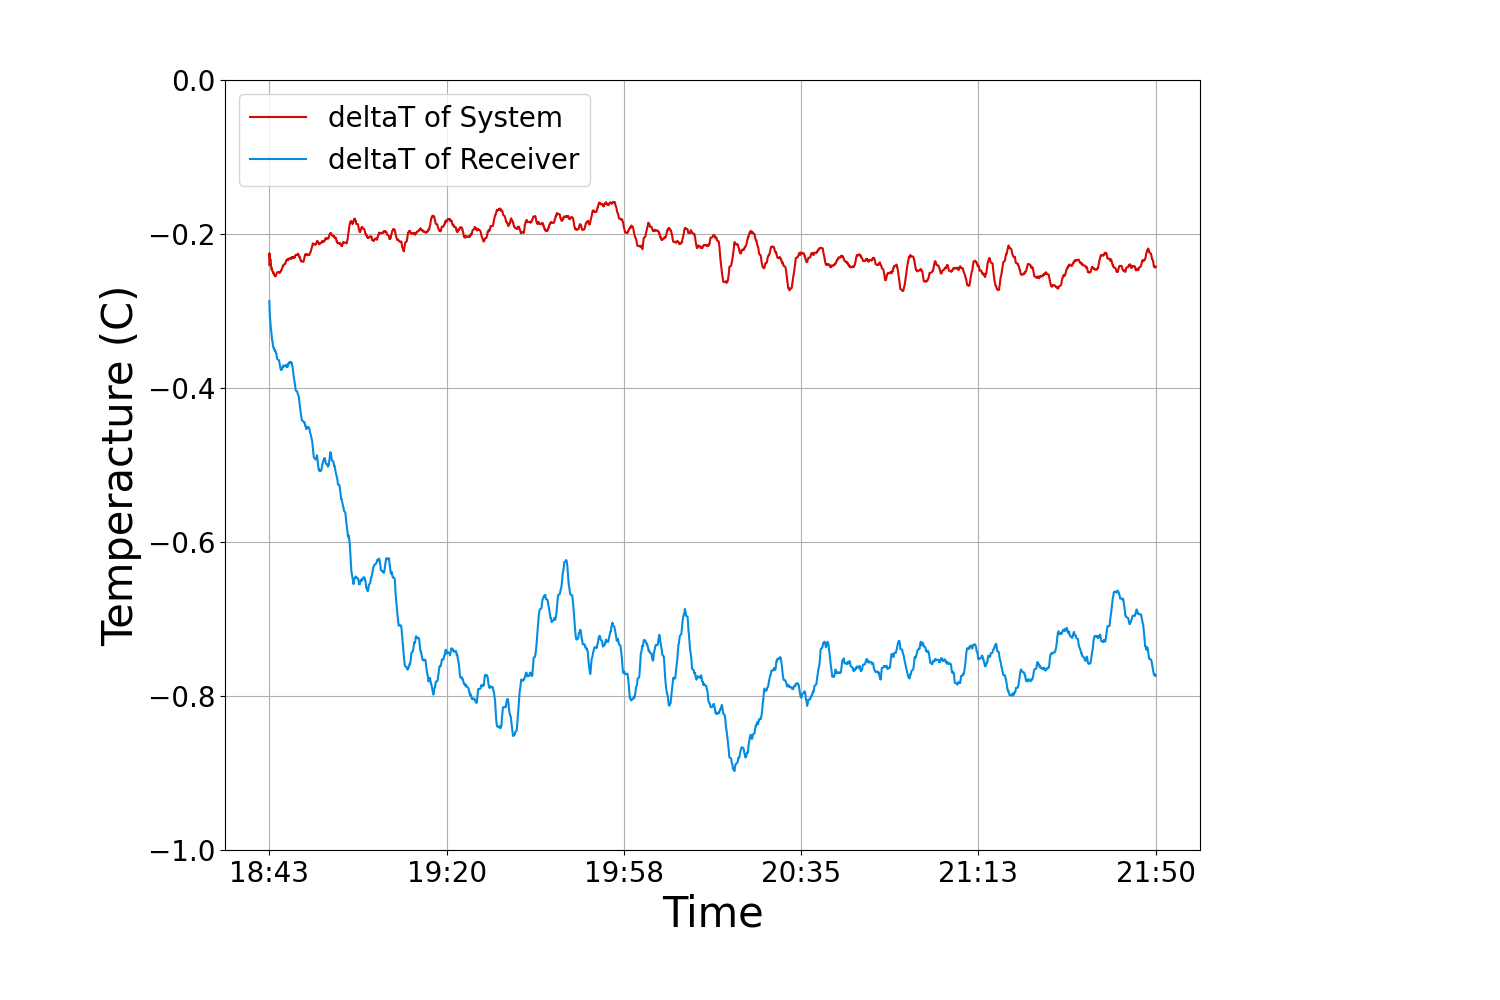 0.0
deltaT of System
deltaT of Receiver
−0.2
−0.4
−0.6
−0.8
−1.0
Temperacture (C)
18:43 19:20 19:58 20:35 21:13 21:50
Time